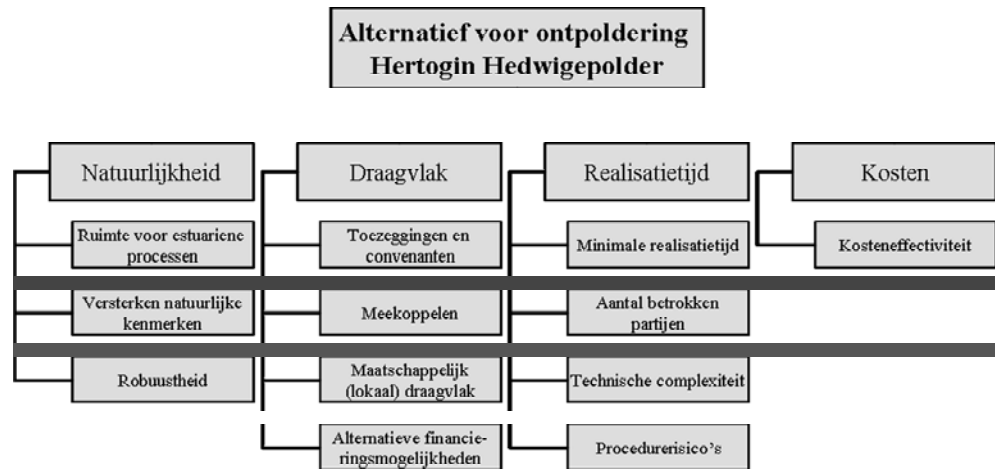 Alternatief voor ontpoldering
Hertogin Hedwigepolder
Natuurlijkheid
Draagvlak
Realisatietijd
Kosten
Ruimte voor estuariene
processen
Toezeggingen en
convenanten
Minimale realisatietijd
Kosteneffectiviteit
Versterken natuurlijke
kenmerken
Meekoppelen
Aantal betrokken
partijen
Robuustheid
Maatschappelijk
(lokaal) draagvlak
Technische complexiteit
Alternatieve financie-
ringsmogelijkheden
Procedurerisico's